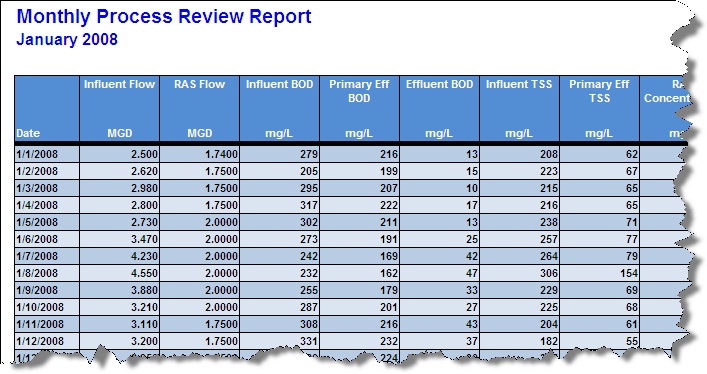 Monthly Process Review Report
January 2008
Influent Flow RAS Flow Influent BOD Primary Eff BOD Effluent BOD Influent TSS Primary Eff TSS
Date MGD MGD mg/L mg/L mg/L mg/L mg/L
1/1/2008 2.500 1.7400 279 216 13 208 62
1/2/2008 2.620 1.7500 205 199 15 223 67
1/3/2008 2.980 1.7500 295 207 10 215 65
1/4/2008 2.800 1.7500 317 222 17 216 65
1/5/2008 2.730 2.0000 302 211 13 238 71
1/6/2008 3.470 2.0000 273 191 25 257 77
1/7/2008 4.230 2.0000 242 169 42 264 79
1/8/2008 4.550 2.0000 232 162 47 306 154
1/9/2008 3.880 2.0000 255 179 33 229 69
1/10/2008 3.210 2.0000 287 201 27 225 68
1/11/2008 3.110 1.7500 308 216 43 204 61
1/12/2008 3.200 1.7500 331 232 37 182 55
224